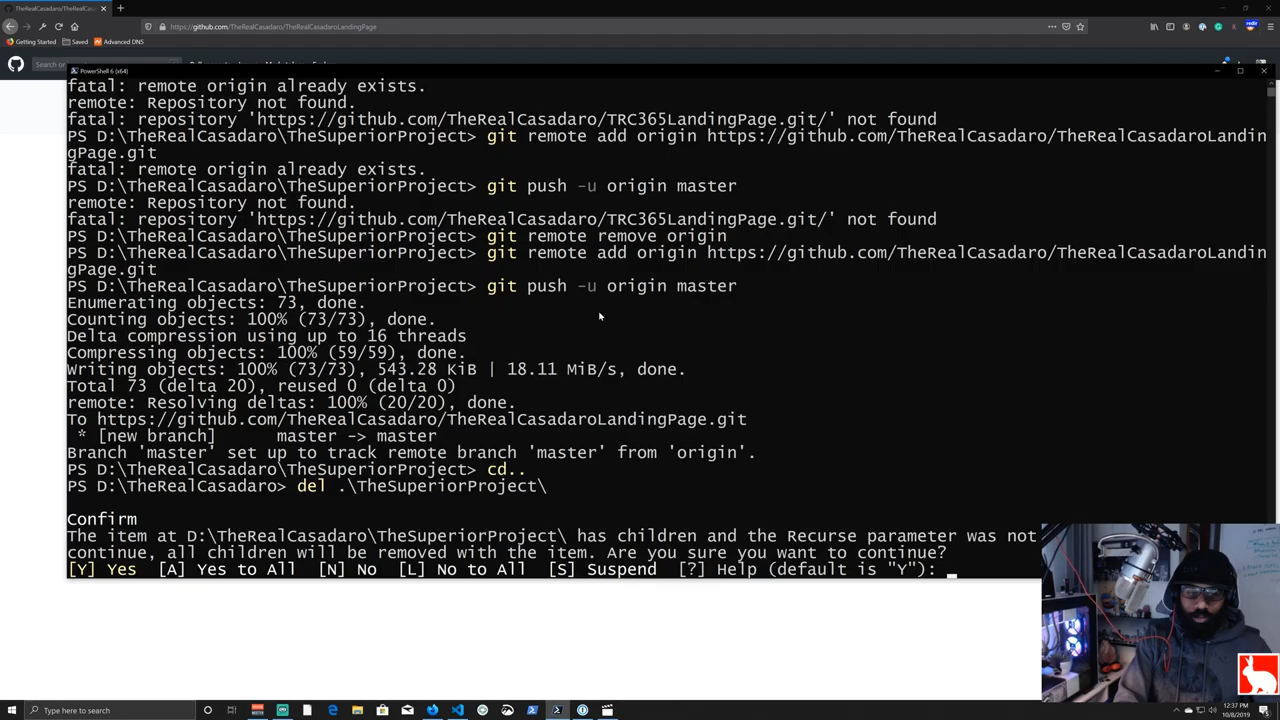 TheRealCasadaro/TheRealCasad
https://github.com/TheRealCasadaro/TheRealCasadaroLandingPage
Getting Started
Saved
Advanced DNS
Search or
PowerShell 6 (x64)
fatal: remote origin already exists.
remote: Repository not found.
fatal: repository 'https://github.com/TheRealCasadaro/TRC365LandingPage.git/' not found
PS D:\TheRealCasadaro\TheSuperiorProject> git remote add origin https://github.com/TheRealCasadaro/TheRealCasadaroLandin
gPage.git
fatal: remote origin already exists.
PS D:\TheRealCasadaro\TheSuperiorProject> git push -u origin master
remote: Repository not found.
fatal: repository 'https://github.com/TheRealCasadaro/TRC365LandingPage.git/' not found
PS D:\TheRealCasadaro\TheSuperiorProject> git remote remove origin
PS D:\TheRealCasadaro\TheSuperiorProject> git remote add origin https://github.com/TheRealCasadaro/TheRealCasadaroLandin
gPage.git
PS D:\TheRealCasadaro\TheSuperiorProject> git push -u origin master
Enumerating objects: 73, done.
Counting objects: 100% (73/73), done.
Delta compression using up to 16 threads
Compressing objects: 100% (59/59), done.
Writing objects: 100% (73/73), 543.28 KiB | 18.11 MiB/s, done.
Total 73 (delta 20), reused 0 (delta 0)
remote: Resolving deltas: 100% (20/20), done.
To https://github.com/TheRealCasadaro/TheRealCasadaroLandingPage.git
 * [new branch]      master -> master
Branch 'master' set up to track remote branch 'master' from 'origin'.
PS D:\TheRealCasadaro\TheSuperiorProject> cd..
PS D:\TheRealCasadaro> del .\TheSuperiorProject\
Confirm
The item at D:\TheRealCasadaro\TheSuperiorProject\ has children and the Recurse parameter was not
continue, all children will be removed with the item. Are you sure you want to continue?
[Y] Yes  [A] Yes to All  [N] No  [L] No to All  [S] Suspend  [?] Help (default is "Y"):
Type here to search
12:37 PM
10/8/2019